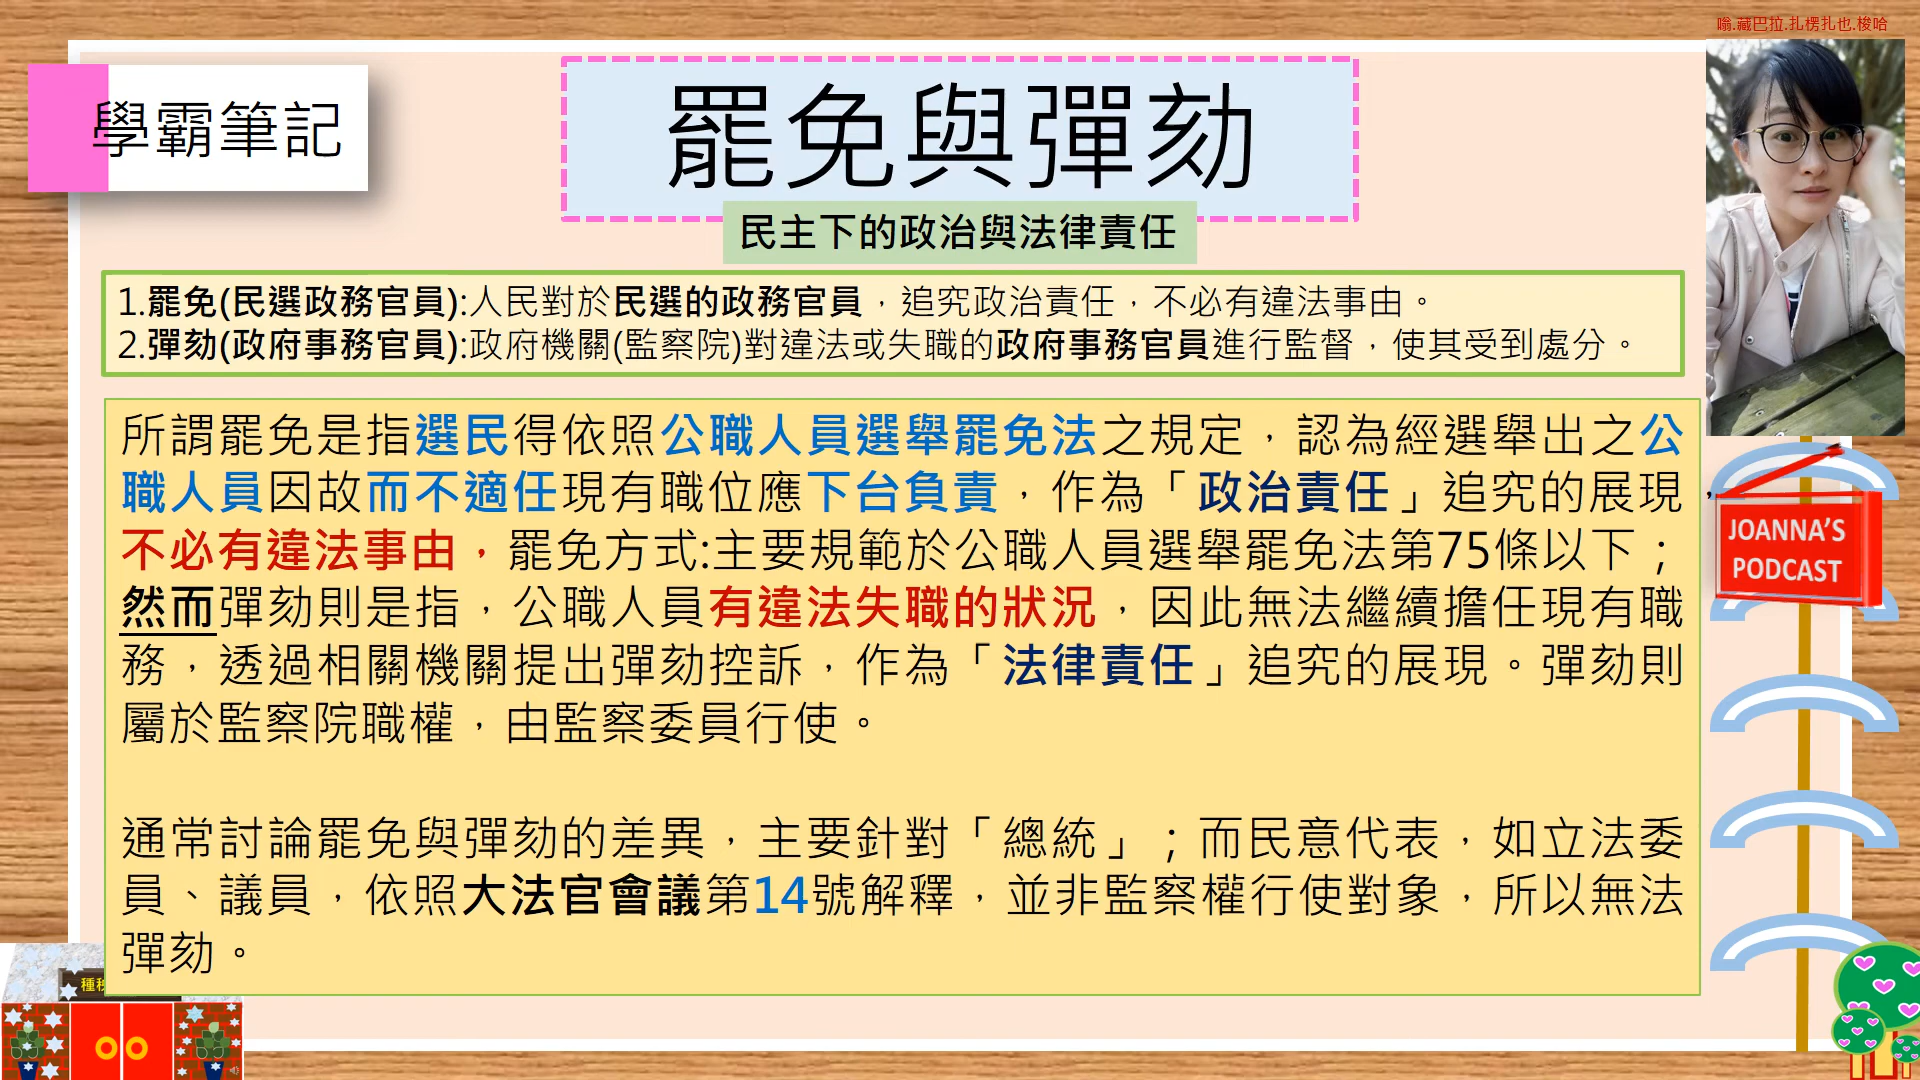 嗡.藏巴拉.扎楞扎也.梭哈
學霸筆記
罷免與彈劾
民主下的政治與法律責任
1.罷免(民選政務官員):人民對於民選的政務官員，追究政治責任，不必有違法事由。
2.彈劾(政府事務官員):政府機關(監察院)對違法或失職的政府事務官員進行監督，使其受到處分。
所謂罷免是指選民得依照公職人員選舉罷免法之規定，認為經選舉出之公
職人員因故而不適任現有職位應下台負責，作為「政治責任」追究的展現，
不必有違法事由，罷免方式:主要規範於公職人員選舉罷免法第75條以下；
然而彈劾則是指，公職人員有違法失職的狀況，因此無法繼續擔任現有職
務，透過相關機關提出彈劾控訴，作為「法律責任」追究的展現。彈劾則
屬於監察院職權，由監察委員行使。
通常討論罷免與彈劾的差異，主要針對「總統」；而民意代表，如立法委
員、議員，依照大法官會議第14號解釋，並非監察權行使對象，所以無法
彈劾。
JOANNA'S
PODCAST